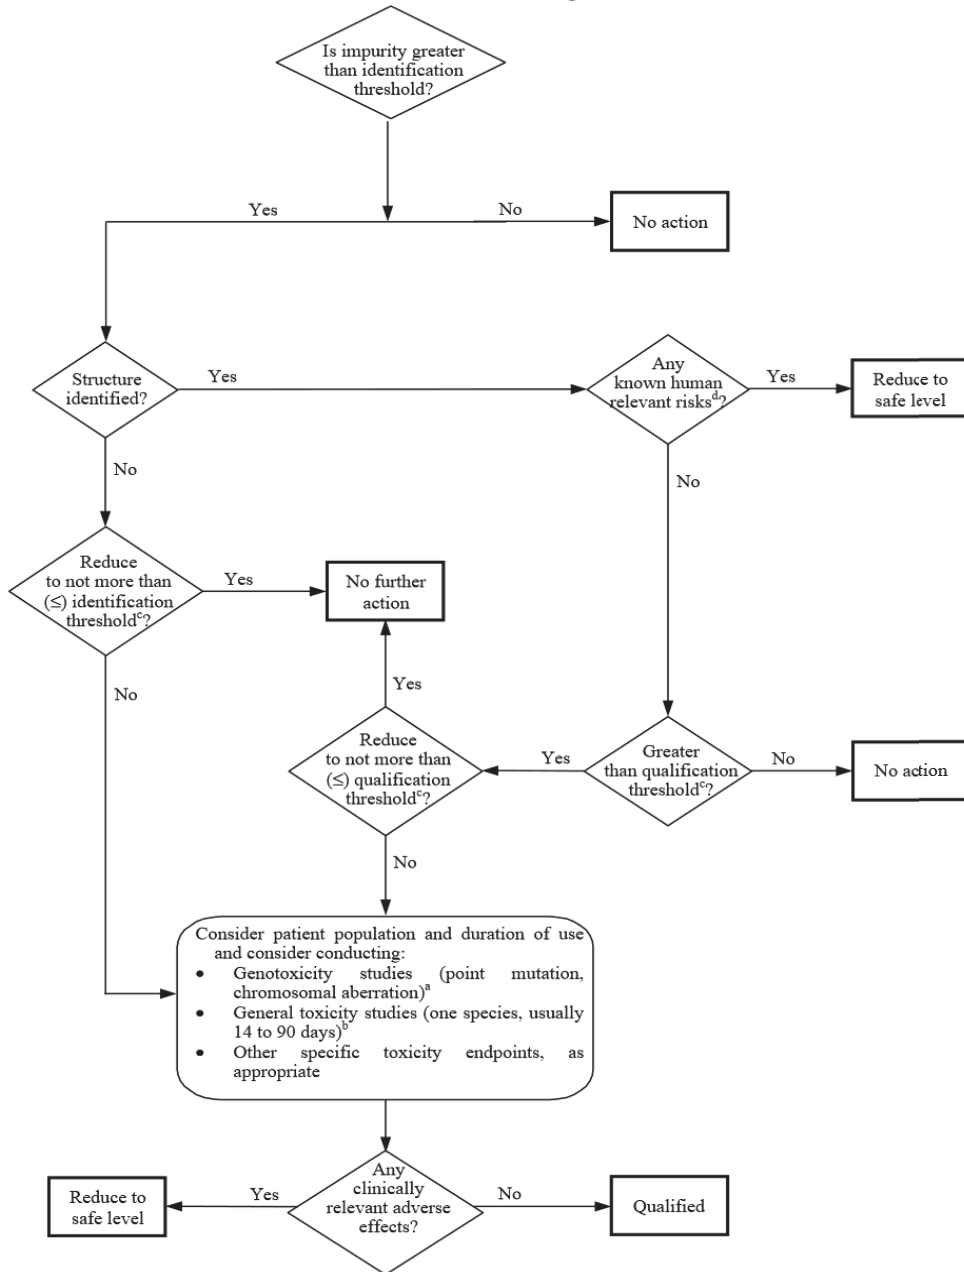 Is impurity greater
than identification
threshold?
Yes
No
No action
Structure
identified?
Yes
Any
known human
relevant risksᵈ?
Yes
Reduce to
safe level
No
No
Reduce
to not more than
(≤) identification
thresholdᶜ?
Yes
No further
action
No
Yes
Reduce
to not more than
(≤) qualification
thresholdᶜ?
Yes
Greater
than qualification
thresholdᶜ?
No
No action
No
Consider patient population and duration of use
and consider conducting:
• Genotoxicity studies (point mutation,
chromosomal aberration)ᵃ
• General toxicity studies (one species, usually
14 to 90 days)ᵇ
• Other specific toxicity endpoints, as
appropriate
Reduce to
safe level
Yes
Any
clinically
relevant adverse
effects?
No
Qualified